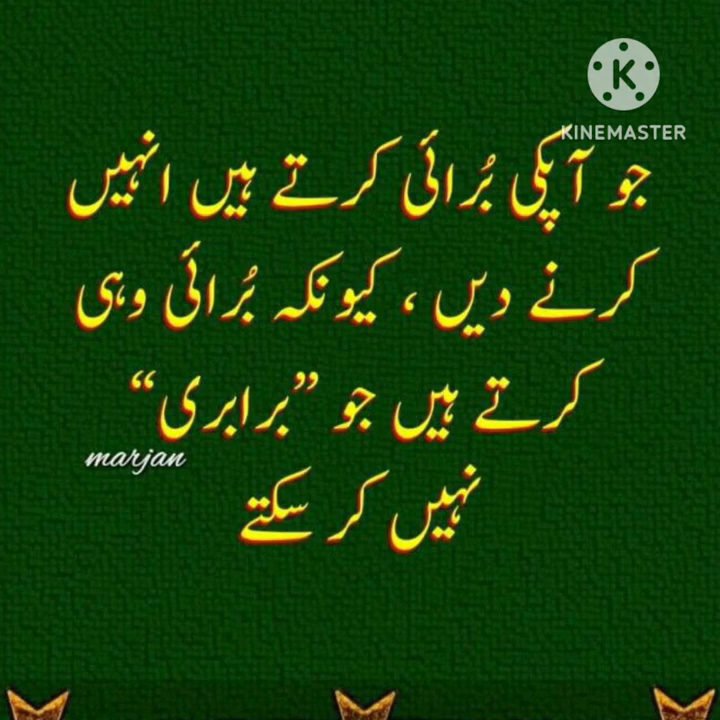 KINEMASTER
جو آپکی بُرائی کرتے ہیں انہیں
کرنے دیں ، کیونکہ بُرائی وہی
کرتے ہیں جو ”برابری“
marjan
نہیں کر سکتے